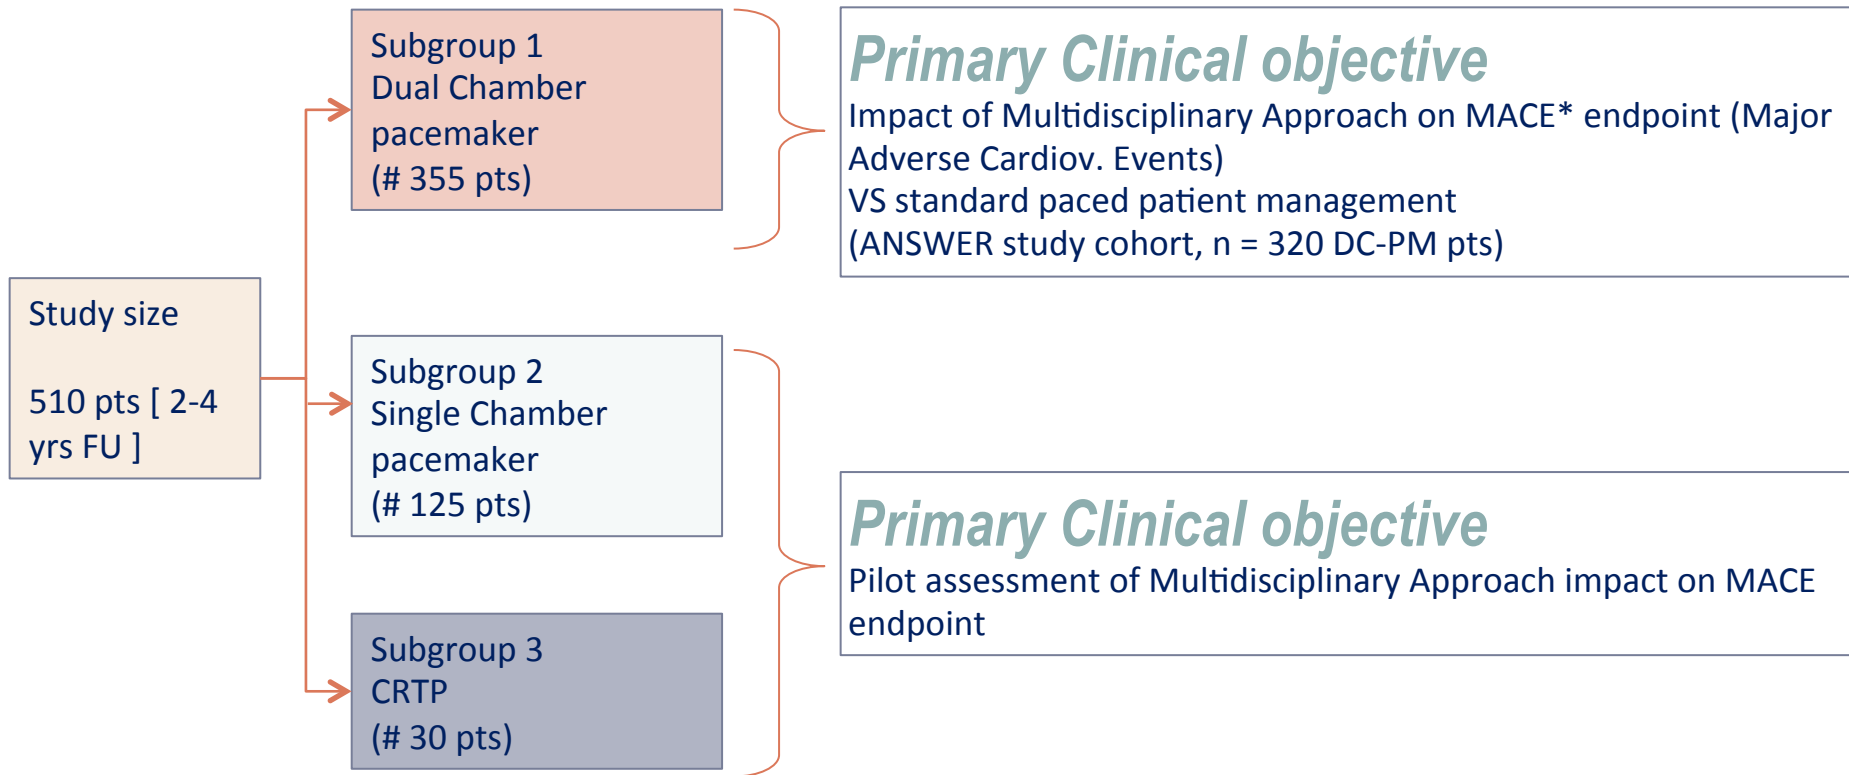 Study size
510 pts [ 2-4
yrs FU ]
Subgroup 1
Dual Chamber
pacemaker
(# 355 pts)
Primary Clinical objective
Impact of Multidisciplinary Approach on MACE* endpoint (Major
Adverse Cardiov. Events)
VS standard paced patient management
(ANSWER study cohort, n = 320 DC-PM pts)
Subgroup 2
Single Chamber
pacemaker
(# 125 pts)
Subgroup 3
CRTP
(# 30 pts)
Primary Clinical objective
Pilot assessment of Multidisciplinary Approach impact on MACE
endpoint